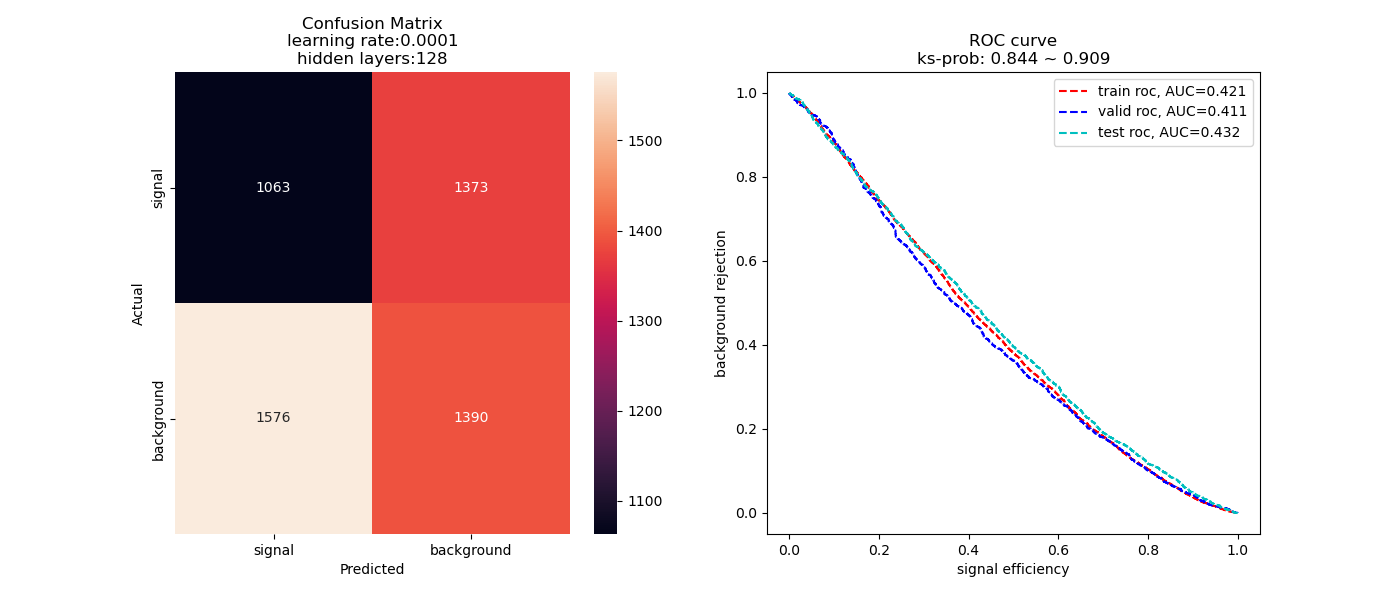 Confusion Matrix
learning rate:0.0001
hidden layers:128
signal
background
Actual
1063
1373
1576
1390
signal
background
Predicted
1500
1400
1300
1200
1100
ROC curve
ks-prob: 0.844 ~ 0.909
train roc, AUC=0.421
valid roc, AUC=0.411
test roc, AUC=0.432
background rejection
1.0
0.8
0.6
0.4
0.2
0.0
0.0
0.2
0.4
0.6
0.8
1.0
signal efficiency